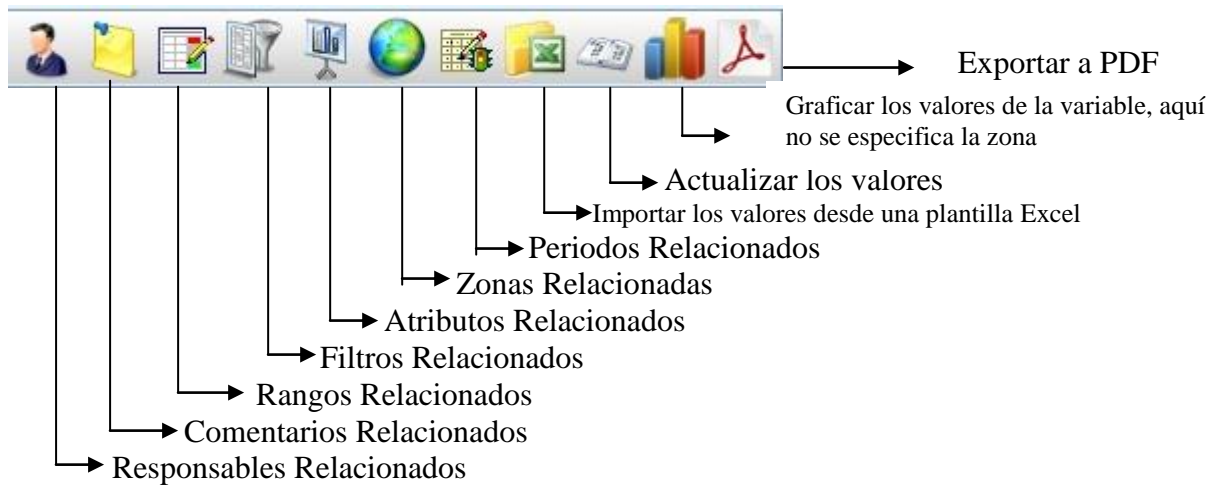 Exportar a PDF
Graficar los valores de la variable, aquí
no se especifica la zona
Actualizar los valores
Importar los valores desde una plantilla Excel
Periodos Relacionados
Zonas Relacionadas
Atributos Relacionados
Filtros Relacionados
Rangos Relacionados
Comentarios Relacionados
Responsables Relacionados